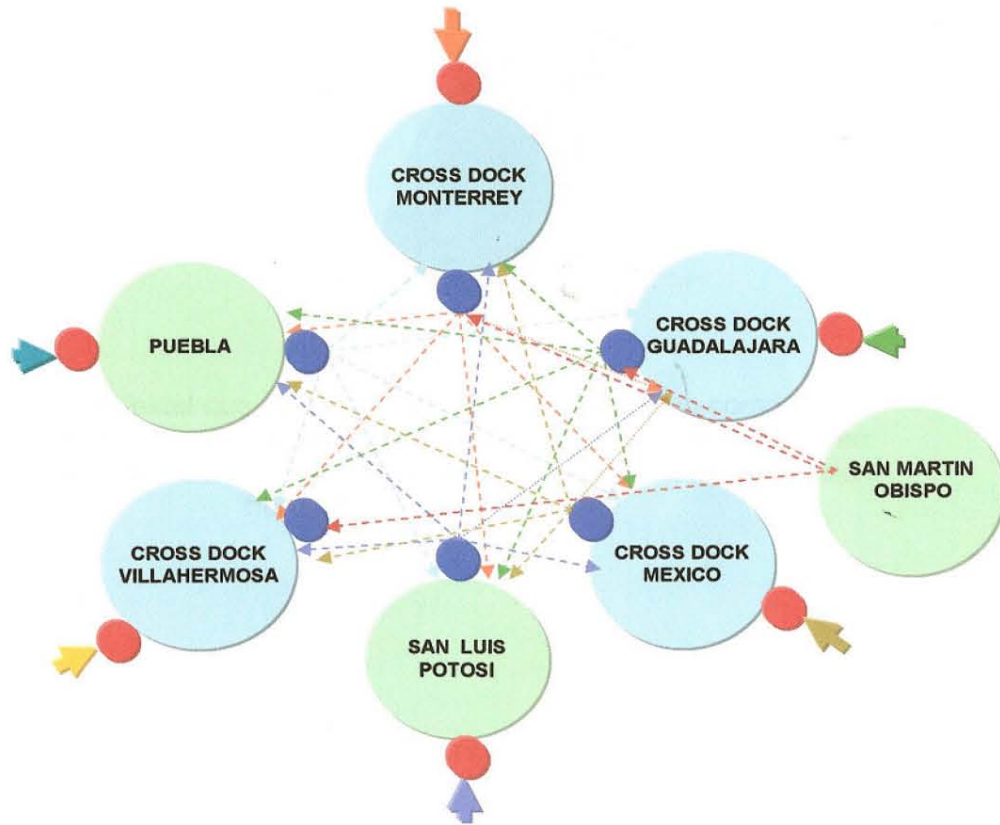 CROSS DOCK
MONTERREY
PUEBLA
CROSS DOCK
GUADALAJARA
SAN MARTIN
OBISPO
CROSS DOCK
VILLAHERMOSA
CROSS DOCK
MEXICO
SAN LUIS
POTOSI